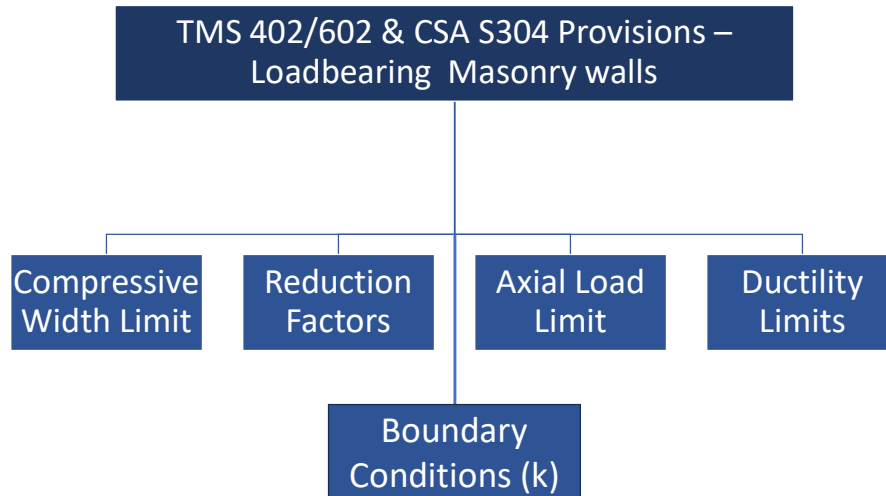 TMS 402/602 & CSA S304 Provisions –
Loadbearing  Masonry walls
Compressive
Width Limit
Reduction
Factors
Axial Load
Limit
Ductility
Limits
Boundary
Conditions (k)